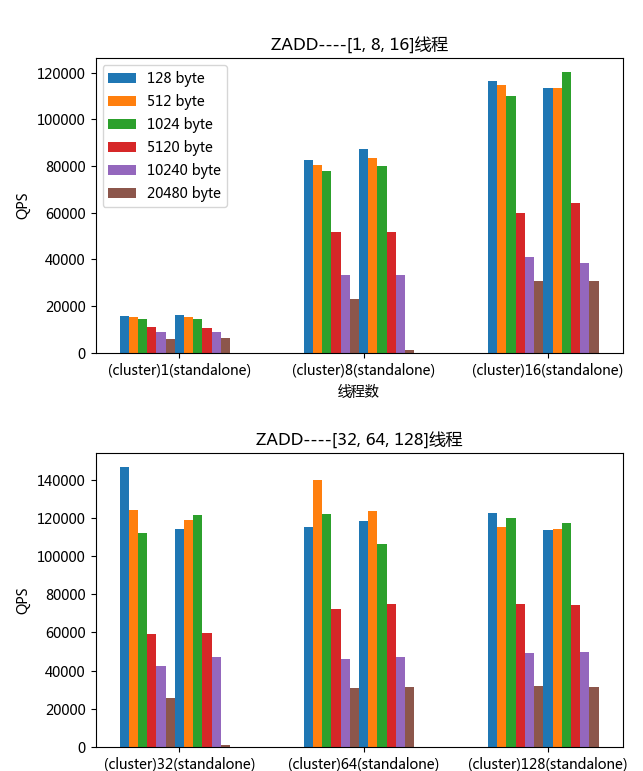 ZADD----[1, 8, 16]线程
120000
100000
80000
60000
40000
20000
0
QPS
128 byte
512 byte
1024 byte
5120 byte
10240 byte
20480 byte
(cluster)1(standalone)
(cluster)8(standalone)
(cluster)16(standalone)
线程数
ZADD----[32, 64, 128]线程
140000
120000
100000
80000
60000
40000
20000
0
QPS
(cluster)32(standalone)
(cluster)64(standalone)
(cluster)128(standalone)